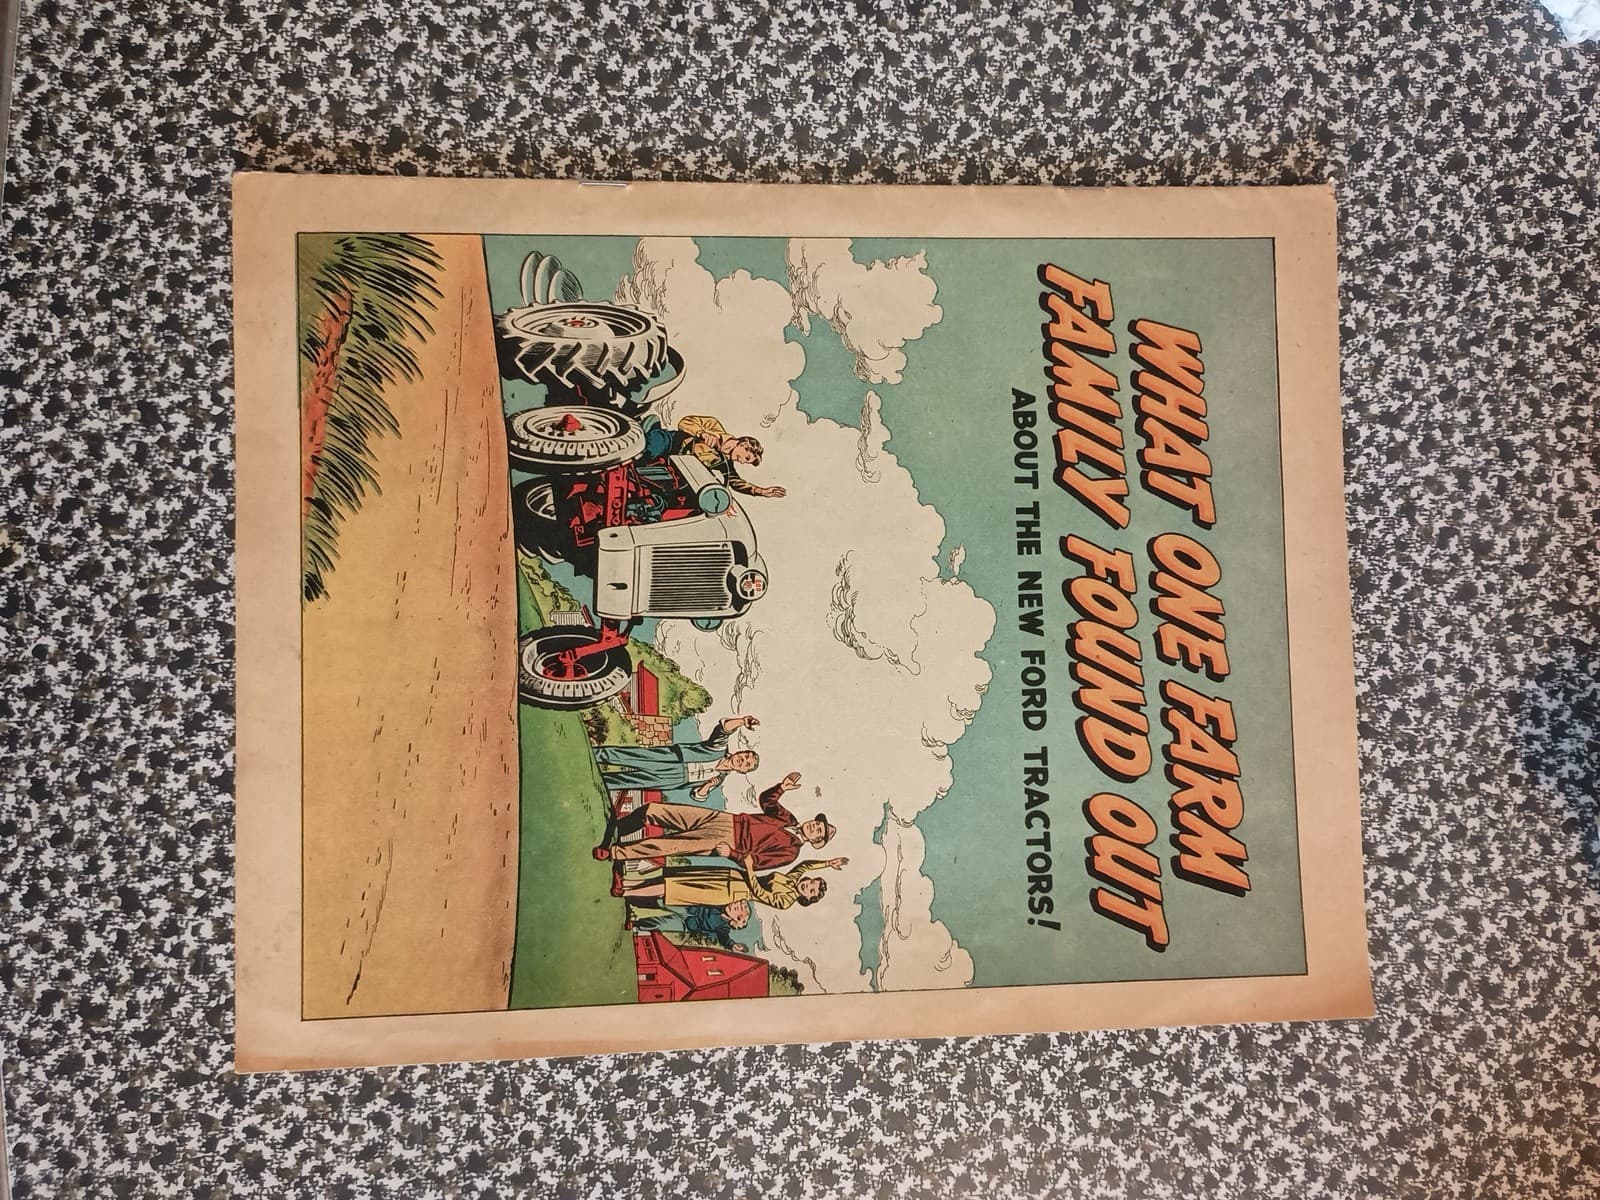 WHAT ONE FARM
FAMILY FOUND OUT
ABOUT THE NEW FORD TRACTORS!